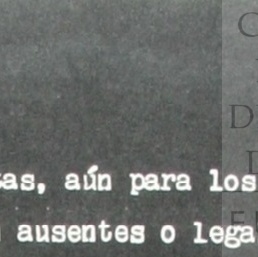 tas, aún para los
ausentes o lega